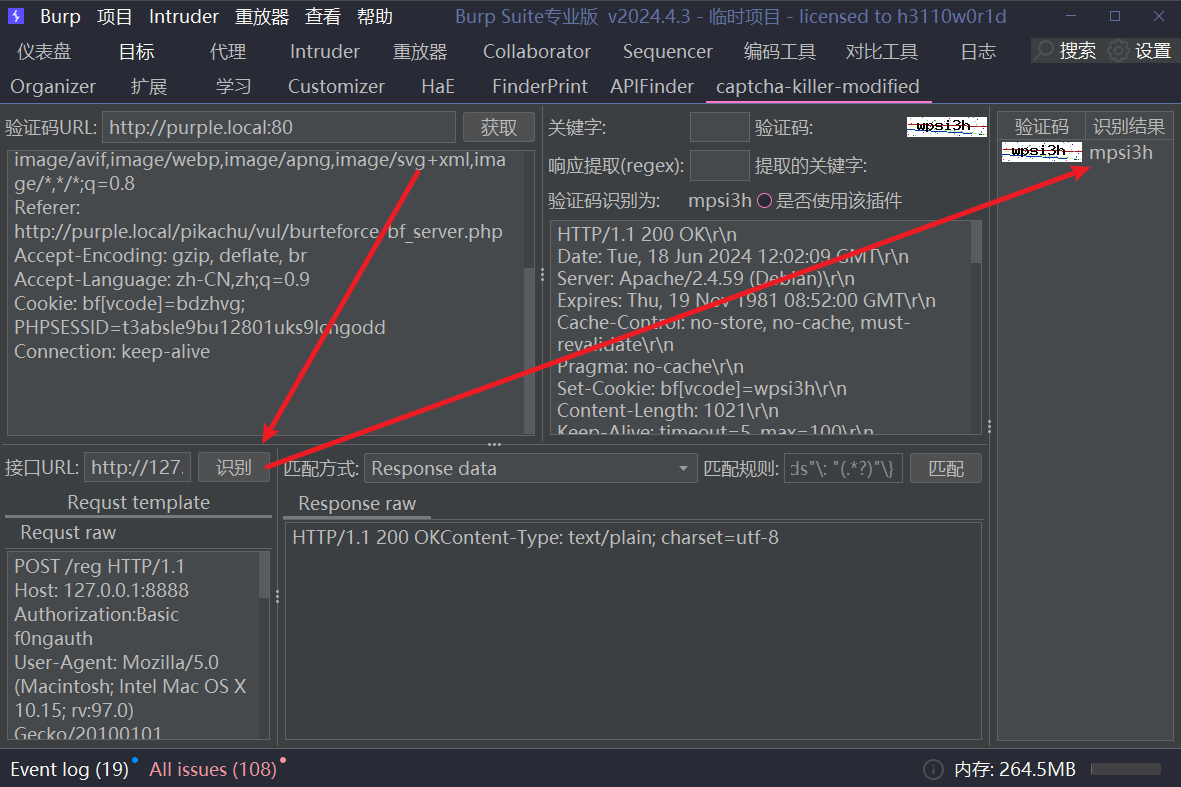 Burp 项目 Intruder 重放器 查看 帮助 Burp Suite专业版 v2024.4.3 - 临时项目 - licensed to h3110w0r1d
仪表盘 目标 代理 Intruder 重放器 Collaborator Sequencer 编码工具 对比工具 日志 搜索 设置
Organizer 扩展 学习 Customizer HaE FinderPrint APIFinder captcha-killer-modified
验证码URL: http://purple.local:80 获取
image/avif,image/webp,image/apng,image/svg+xml,ima
ge/*,*/*;q=0.8
Referer:
http://purple.local/pikachu/vul/burteforce/bf_server.php
Accept-Encoding: gzip, deflate, br
Accept-Language: zh-CN,zh;q=0.9
Cookie: bf[vcode]=bdzhvg;
Connection: keep-alive
关键字: 验证码: wpsi3h
响应提取(regex): 提取的关键字:
验证码识别为: mpsi3h 是否使用该插件
HTTP/1.1 200 OK\r\n
Date: Tue, 18 Jun 2024 12:02:09 GMT\r\n
Server: Apache/2.4.59 (Debian)\r\n
Expires: Thu, 19 Nov 1981 08:52:00 GMT\r\n
Cache-Control: no-store, no-cache, must-
revalidate\r\n
Pragma: no-cache\r\n
Set-Cookie: bf[vcode]=wpsi3h\r\n
Content-Length: 1021\r\n
Keep-Alive: timeout=5, max=100\r\n
验证码 识别结果
wpsi3h mpsi3h
接口URL: http://127. 识别
Requst template
Requst raw
POST /reg HTTP/1.1
Host: 127.0.0.1:8888
Authorization:Basic
f0ngauth
User-Agent: Mozilla/5.0
(Macintosh; Intel Mac OS X
10.15; rv:97.0)
Gecko/20100101
匹配方式: Response data 匹配规则: ds"\: "(.*?)"\} 匹配
Response raw
HTTP/1.1 200 OKContent-Type: text/plain; charset=utf-8
Event log (19) All issues (108) 内存: 264.5MB